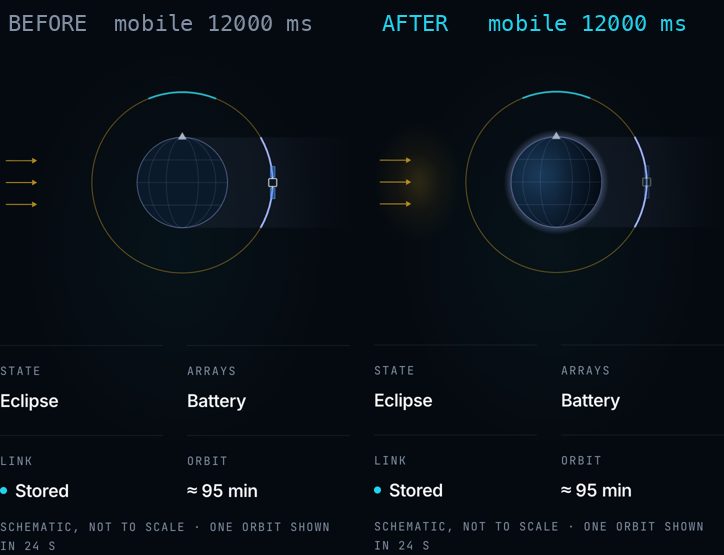 BEFORE mobile 12000 ms
STATE
Eclipse
ARRAYS
Battery
LINK
Stored
ORBIT
≈ 95 min
SCHEMATIC, NOT TO SCALE · ONE ORBIT SHOWN
IN 24 S
AFTER mobile 12000 ms
STATE
Eclipse
ARRAYS
Battery
LINK
Stored
ORBIT
≈ 95 min
SCHEMATIC, NOT TO SCALE · ONE ORBIT SHOWN
IN 24 S